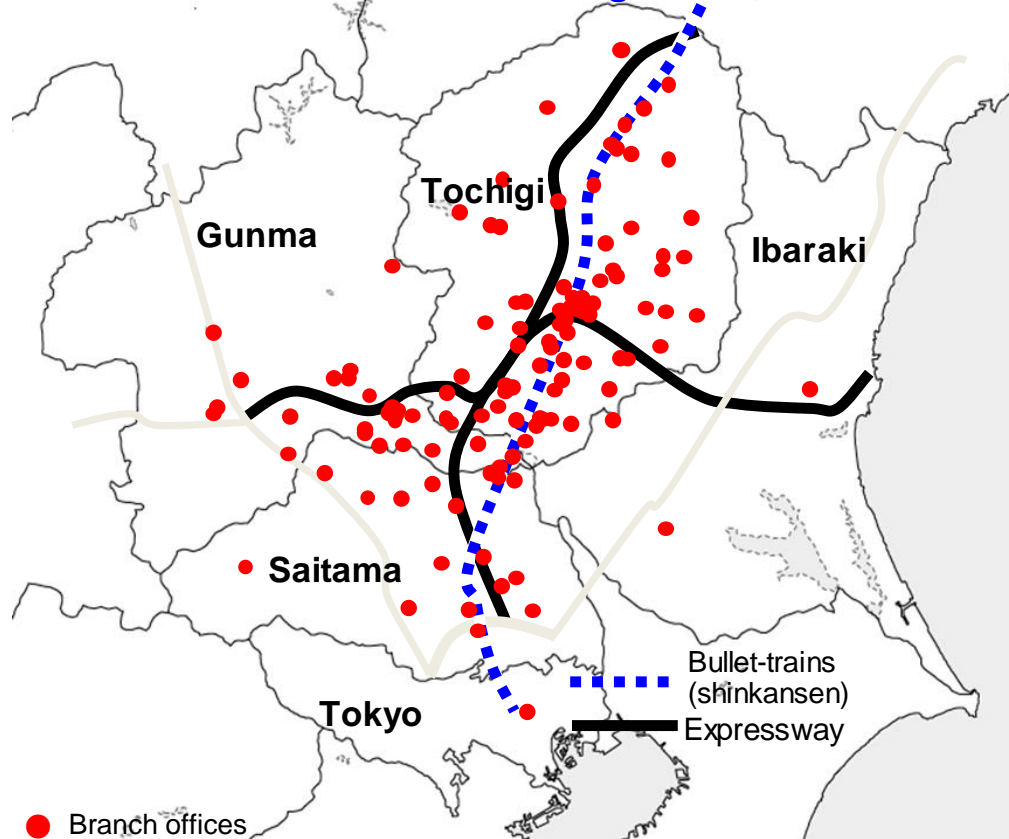 Tochigi
Gunma
Ibaraki
Saitama
Bullet-trains
(shinkansen)
Tokyo
Expressway
Branch offices